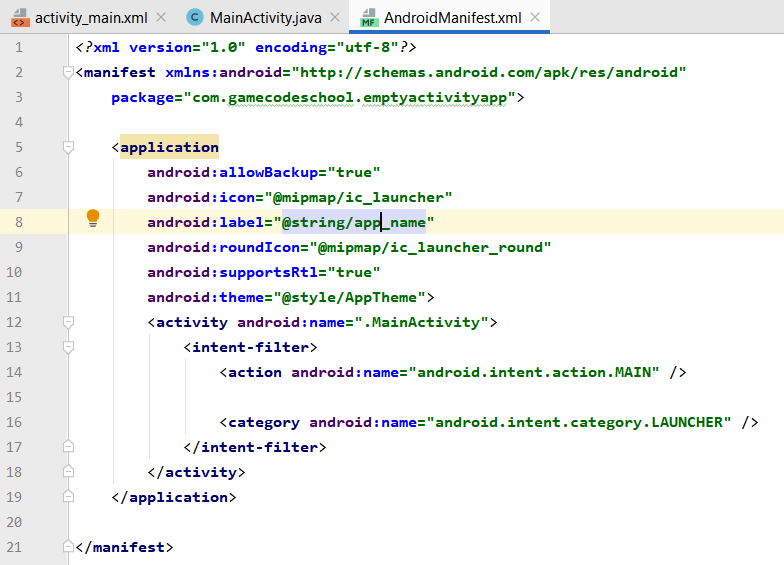 activity_main.xml MainActivity.java AndroidManifest.xml
1 <?xml version="1.0" encoding="utf-8"?>
2 <manifest xmlns:android="http://schemas.android.com/apk/res/android"
3     package="com.gamecodeschool.emptyactivityapp">
4
5     <application
6         android:allowBackup="true"
7         android:icon="@mipmap/ic_launcher"
8         android:label="@string/app_name"
9         android:roundIcon="@mipmap/ic_launcher_round"
10         android:supportsRtl="true"
11         android:theme="@style/AppTheme">
12         <activity android:name=".MainActivity">
13             <intent-filter>
14                 <action android:name="android.intent.action.MAIN" />
15
16                 <category android:name="android.intent.category.LAUNCHER" />
17             </intent-filter>
18         </activity>
19     </application>
20
21 </manifest>